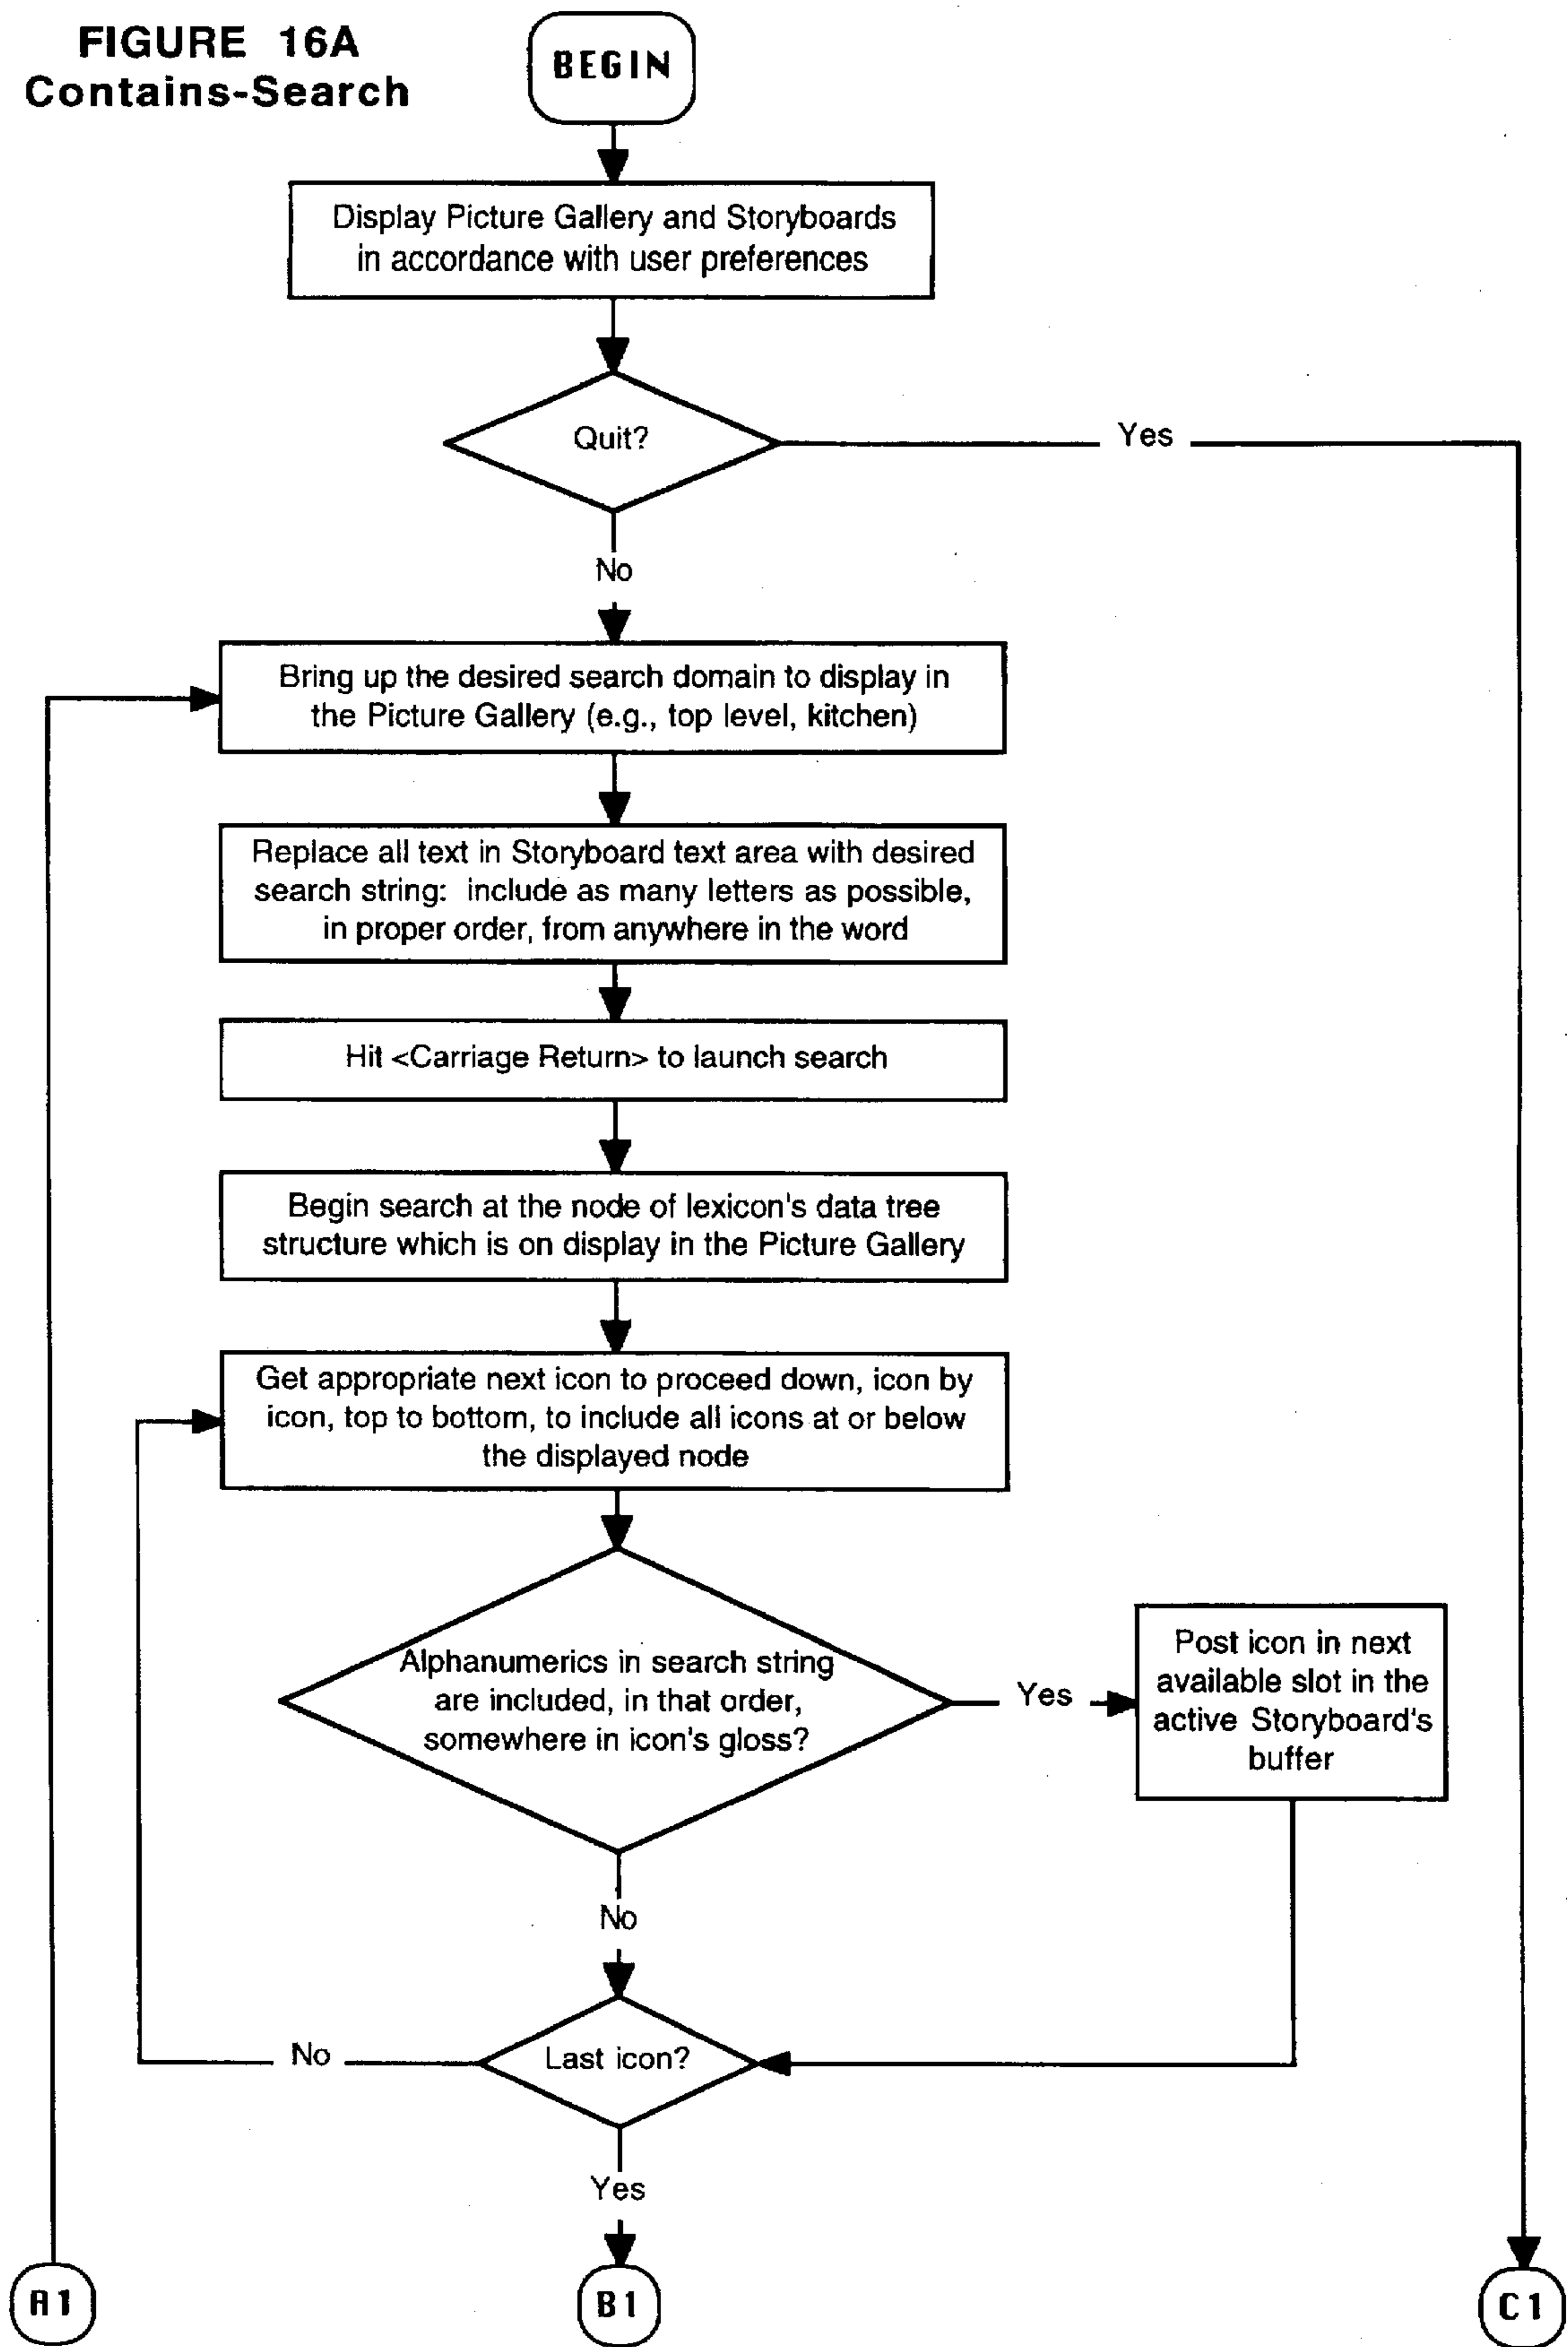 FIGURE 16A
Contains-Search
BEGIN
Display Picture Gallery and Storyboards
in accordance with user preferences
Quit?
Yes
No
Bring up the desired search domain to display in
the Picture Gallery (e.g., top level, kitchen)
Replace all text in Storyboard text area with desired
search string: include as many letters as possible,
in proper order, from anywhere in the word
Hit <Carriage Return> to launch search
Begin search at the node of lexicon's data tree
structure which is on display in the Picture Gallery
Get appropriate next icon to proceed down, icon by
icon, top to bottom, to include all icons at or below
the displayed node
Alphanumerics in search string
are included, in that order,
somewhere in icon's gloss?
Yes
Post icon in next
available slot in the
active Storyboard's
buffer
No
Last icon?
No
Yes
A1
B1
C1